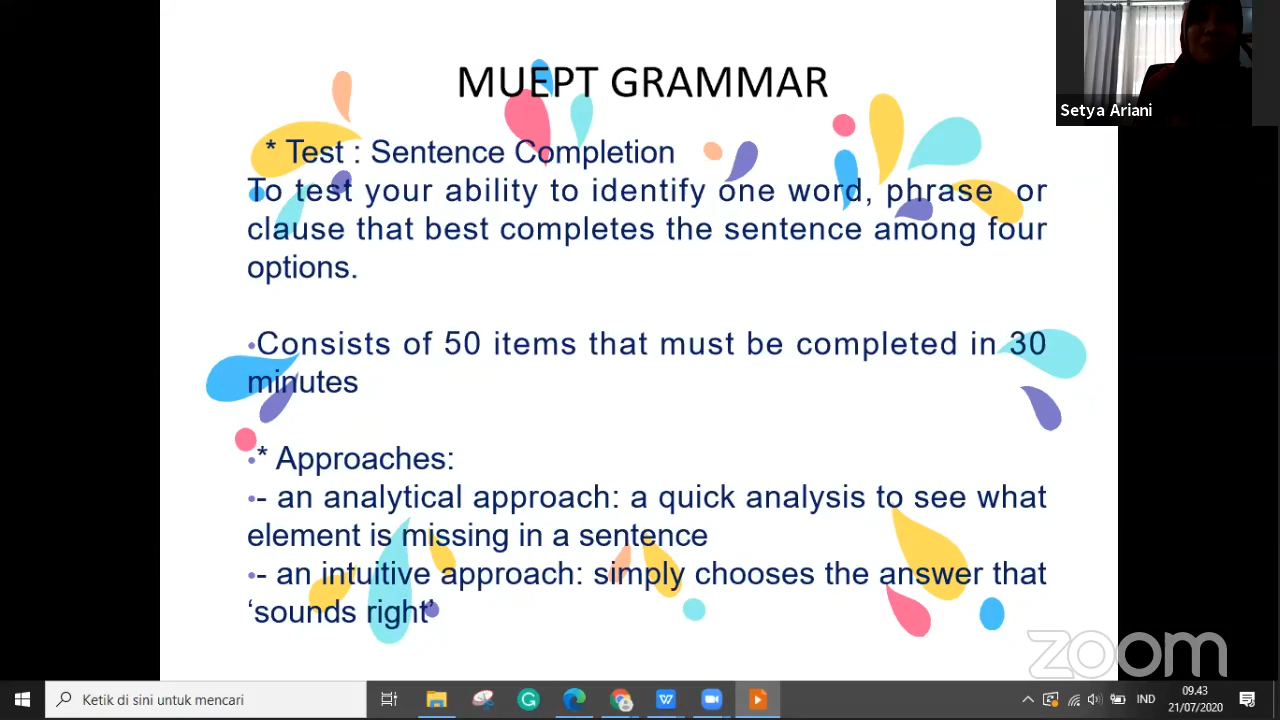 MUEPT GRAMMAR
Setya Ariani
* Test : Sentence Completion
To test your ability to identify one word, phrase or
clause that best completes the sentence among four
options.
•Consists of 50 items that must be completed in 30
minutes
•* Approaches:
•- an analytical approach: a quick analysis to see what
element is missing in a sentence
•- an intuitive approach: simply chooses the answer that
‘sounds right’
zoom
Ketik di sini untuk mencari
IND
09.43
21/07/2020